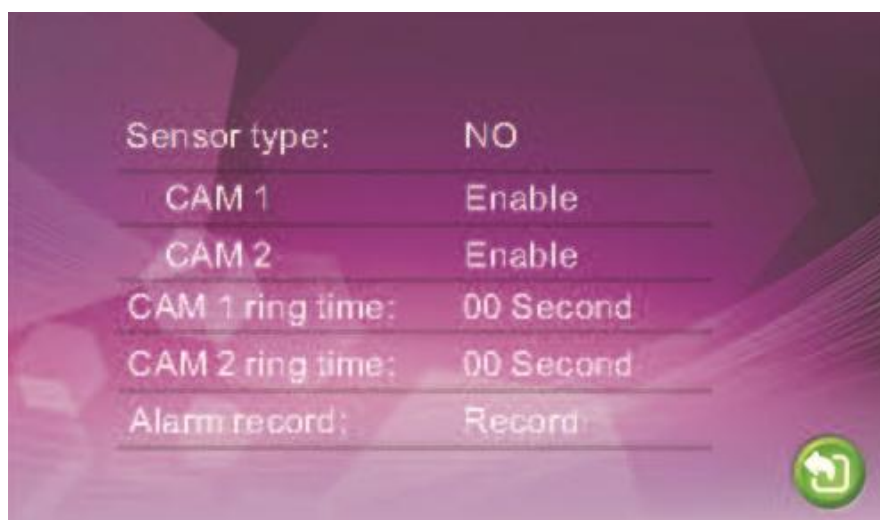 Sensor type: NO
CAM 1 Enable
CAM 2 Enable
CAM 1 ring time: 00 Second
CAM 2 ring time: 00 Second
Alarm record: Record